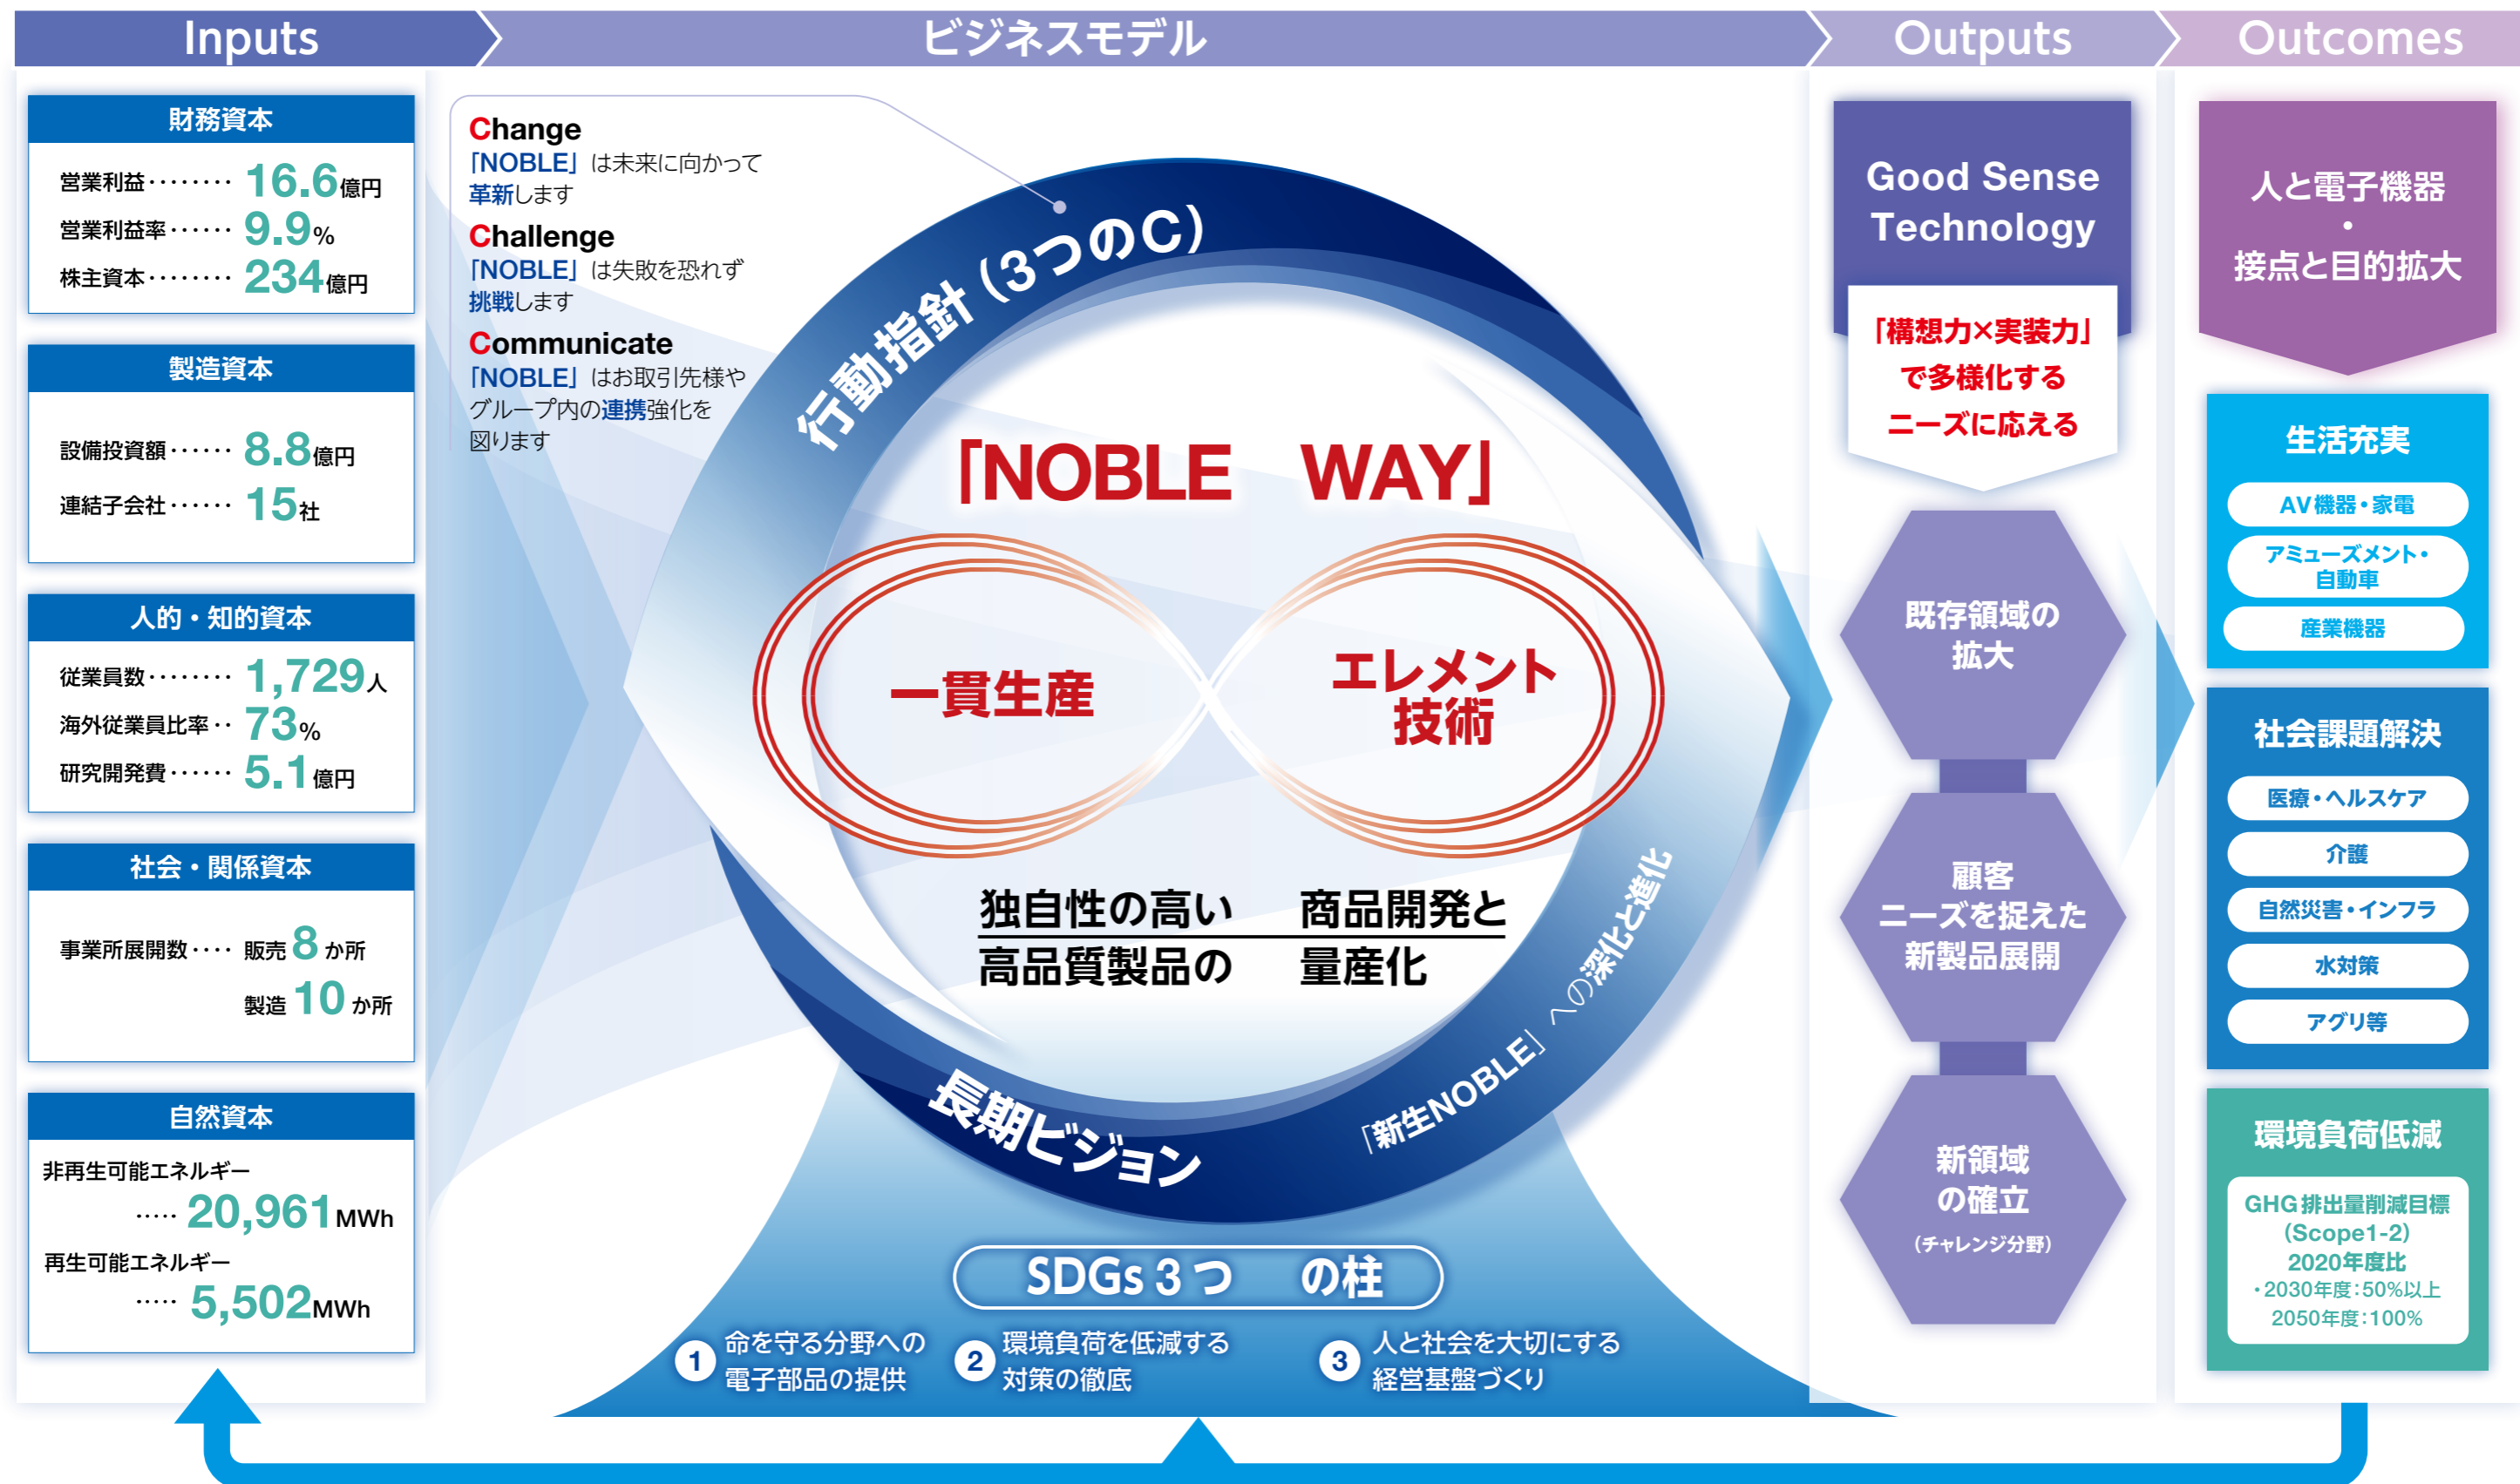 Inputs
ビジネスモデル
Outputs
Outcomes
財務資本
営業利益‥‥‥‥ 16.6億円
営業利益率‥‥‥ 9.9%
株主資本‥‥‥‥ 234億円
製造資本
設備投資額‥‥‥ 8.8億円
連結子会社‥‥‥ 15社
人的・知的資本
従業員数‥‥‥‥ 1,729人
海外従業員比率‥ 73%
研究開発費‥‥‥ 5.1億円
社会・関係資本
事業所展開数‥‥ 販売 8 か所
製造 10 か所
自然資本
非再生可能エネルギー
‥‥‥ 20,961MWh
再生可能エネルギー
‥‥‥ 5,502MWh
Change
「NOBLE」は未来に向かって
革新します
Challenge
「NOBLE」は失敗を恐れず
挑戦します
Communicate
「NOBLE」はお取引先様や
グループ内の連携強化を
図ります
行動指針(3つのC)
「NOBLE WAY」
一貫生産
エレメント
技術
独自性の高い 商品開発と
高品質製品の 量産化
長期ビジョン
「新生NOBLE」への深化と進化
SDGs 3つ の柱
1 命を守る分野への
電子部品の提供
2 環境負荷を低減する
対策の徹底
3 人と社会を大切にする
経営基盤づくり
Good Sense
Technology
「構想力×実装力」
で多様化する
ニーズに応える
既存領域の
拡大
顧客
ニーズを捉えた
新製品展開
新領域
の確立
(チャレンジ分野)
人と電子機器
・
接点と目的拡大
生活充実
AV機器・家電
アミューズメント・
自動車
産業機器
社会課題解決
医療・ヘルスケア
介護
自然災害・インフラ
水対策
アグリ等
環境負荷低減
GHG排出量削減目標
(Scope1-2)
2020年度比
・2030年度:50%以上
2050年度:100%